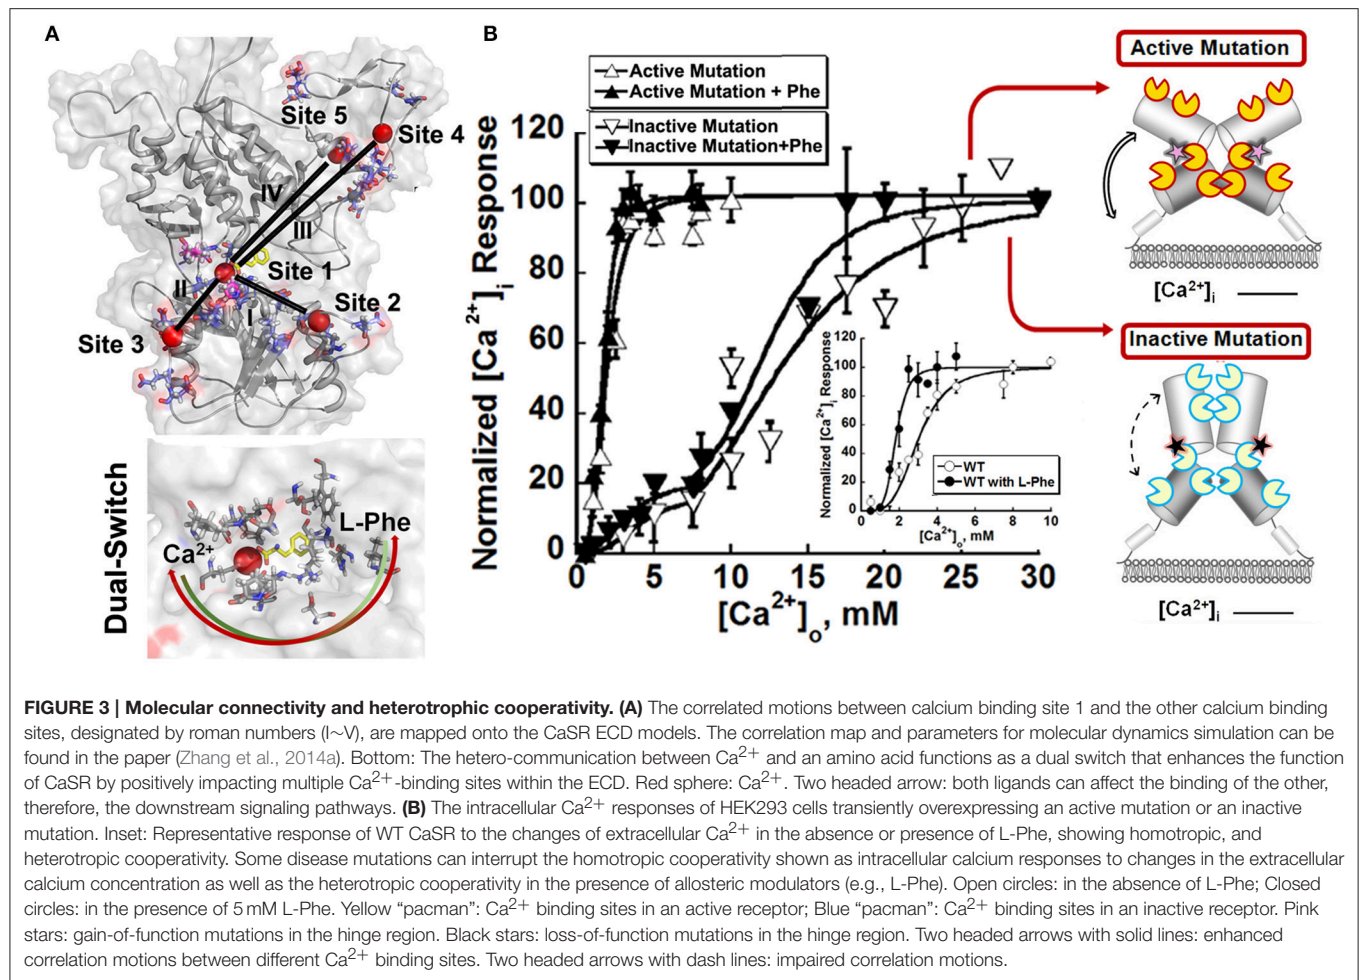 A
Site 5
Site 4
IV
III
Site 1
II
I
Site 2
Site 3
Dual-Switch
L-Phe
Ca2+
B
Active Mutation
Active Mutation + Phe
Inactive Mutation
Inactive Mutation+Phe
Normalized [Ca2+]i Response
120
100
80
60
40
20
0
0
5
10
15
20
25
30
[Ca2+]o, mM
Normalized [Ca2+]i Response
120
100
80
60
40
20
0
WT
WT with L-Phe
0
2
4
6
8
10
[Ca2+]o, mM
Active Mutation
[Ca2+]i
Inactive Mutation
[Ca2+]i
FIGURE 3 | Molecular connectivity and heterotrophic cooperativity. (A) The correlated motions between calcium binding site 1 and the other calcium binding
sites, designated by roman numbers (I~V), are mapped onto the CaSR ECD models. The correlation map and parameters for molecular dynamics simulation can be
found in the paper (Zhang et al., 2014a). Bottom: The hetero-communication between Ca2+ and an amino acid functions as a dual switch that enhances the function
of CaSR by positively impacting multiple Ca2+-binding sites within the ECD. Red sphere: Ca2+. Two headed arrow: both ligands can affect the binding of the other,
therefore, the downstream signaling pathways. (B) The intracellular Ca2+ responses of HEK293 cells transiently overexpressing an active mutation or an inactive
mutation. Inset: Representative response of WT CaSR to the changes of extracellular Ca2+ in the absence or presence of L-Phe, showing homotropic, and
heterotropic cooperativity. Some disease mutations can interrupt the homotropic cooperativity shown as intracellular calcium responses to changes in the extracellular
calcium concentration as well as the heterotropic cooperativity in the presence of allosteric modulators (e.g., L-Phe). Open circles: in the absence of L-Phe; Closed
circles: in the presence of 5 mM L-Phe. Yellow “pacman”: Ca2+ binding sites in an active receptor; Blue “pacman”: Ca2+ binding sites in an inactive receptor. Pink
stars: gain-of-function mutations in the hinge region. Black stars: loss-of-function mutations in the hinge region. Two headed arrows with solid lines: enhanced
correlation motions between different Ca2+ binding sites. Two headed arrows with dash lines: impaired correlation motions.